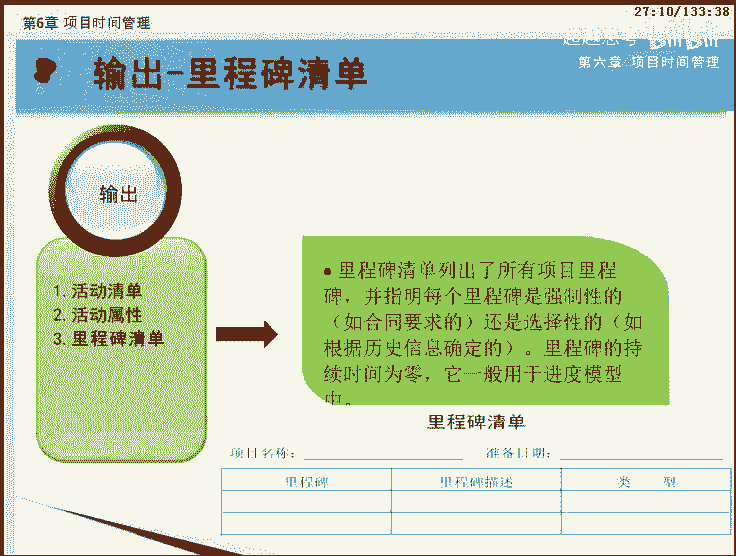 第6章 项目时间管理
27:10/133:38
输出-里程碑清单
第六章 项目时间管理
输出
1. 活动清单
2. 活动属性
3. 里程碑清单
• 里程碑清单列出了所有项目里程
碑，并指明每个里程碑是强制性的
（如合同要求的）还是选择性的（如
根据历史信息确定的）。里程碑的持
续时间为零，它一般用于进度模型
中。
里程碑清单
项目名称： 准备日期：
里程碑 里程碑描述 类 型